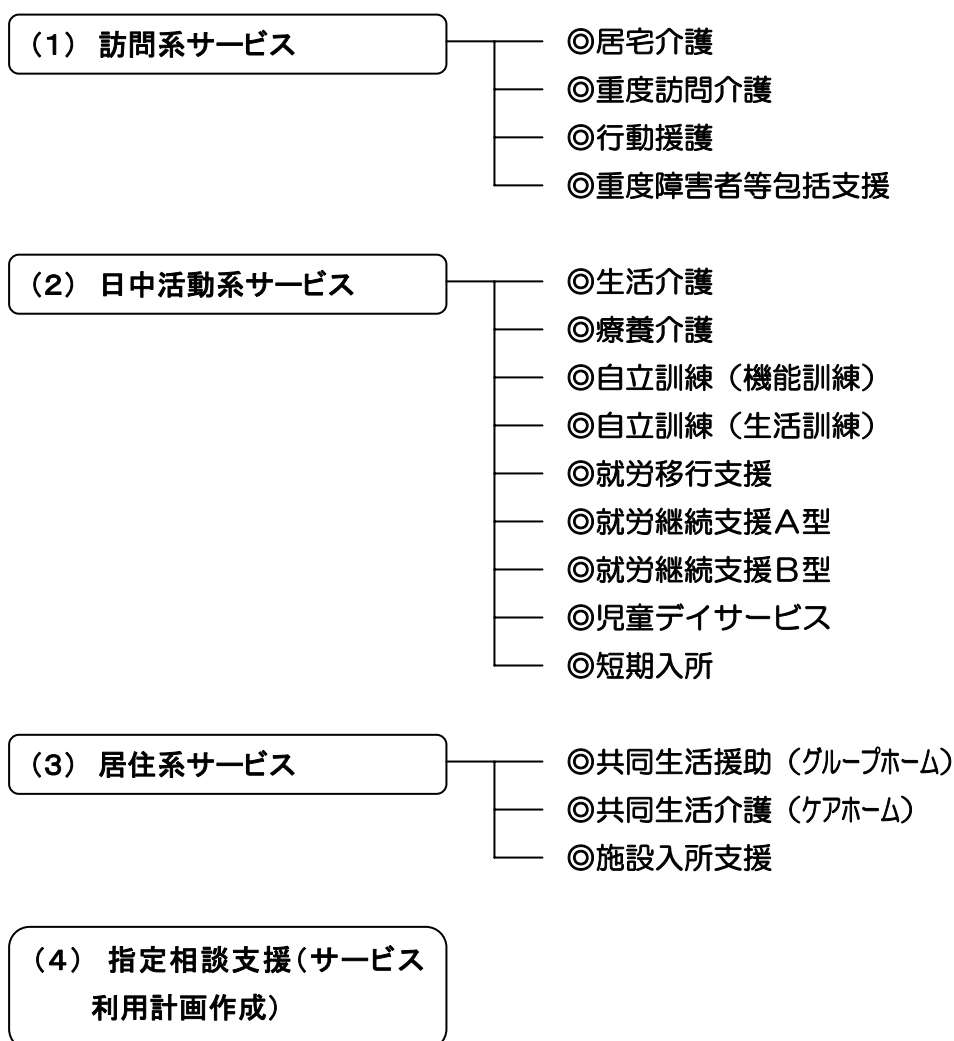 （１） 訪問系サービス
◎居宅介護
◎重度訪問介護
◎行動援護
◎重度障害者等包括支援
（２） 日中活動系サービス
◎生活介護
◎療養介護
◎自立訓練（機能訓練）
◎自立訓練（生活訓練）
◎就労移行支援
◎就労継続支援Ａ型
◎就労継続支援Ｂ型
◎児童デイサービス
◎短期入所
（３） 居住系サービス
◎共同生活援助（グループホーム）
◎共同生活介護（ケアホーム）
◎施設入所支援
（４） 指定相談支援（サービス
利用計画作成）